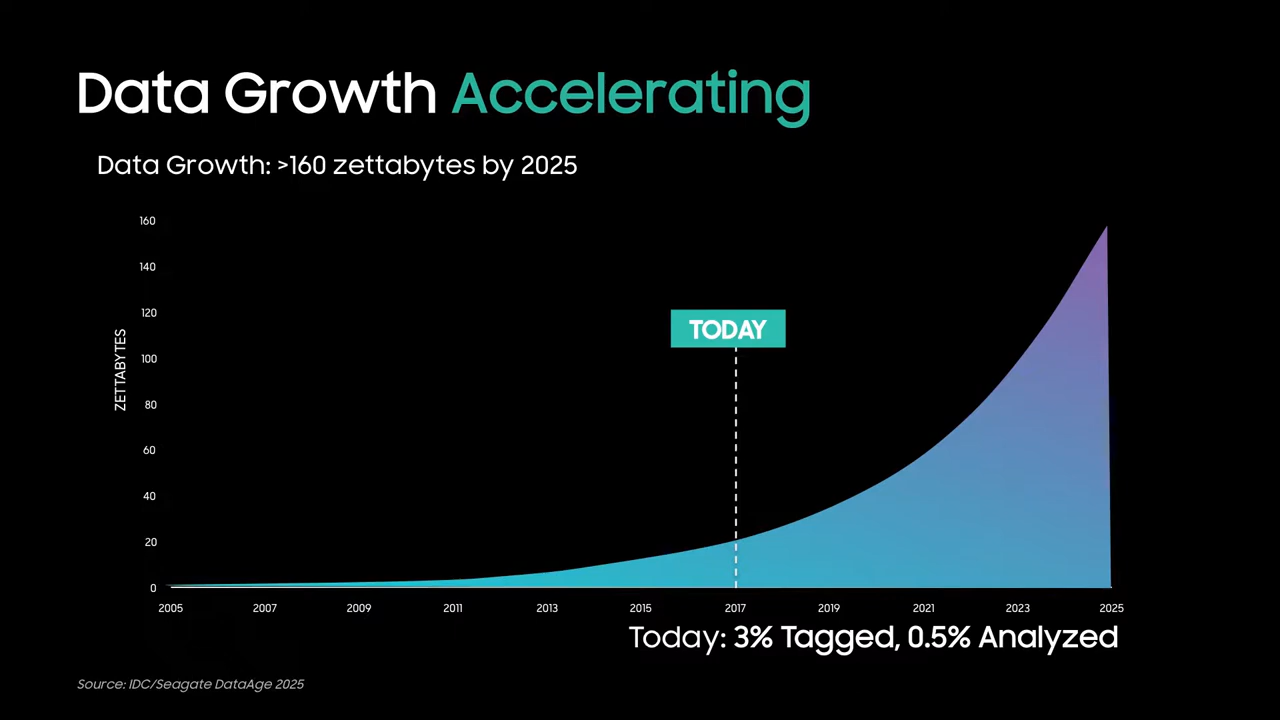 Data Growth Accelerating
Data Growth: >160 zettabytes by 2025
160
140
120
100
80
60
40
20
0
ZETTABYTES
TODAY
2005 2007 2009 2011 2013 2015 2017 2019 2021 2023 2025
Today: 3% Tagged, 0.5% Analyzed
Source: IDC/Seagate DataAge 2025